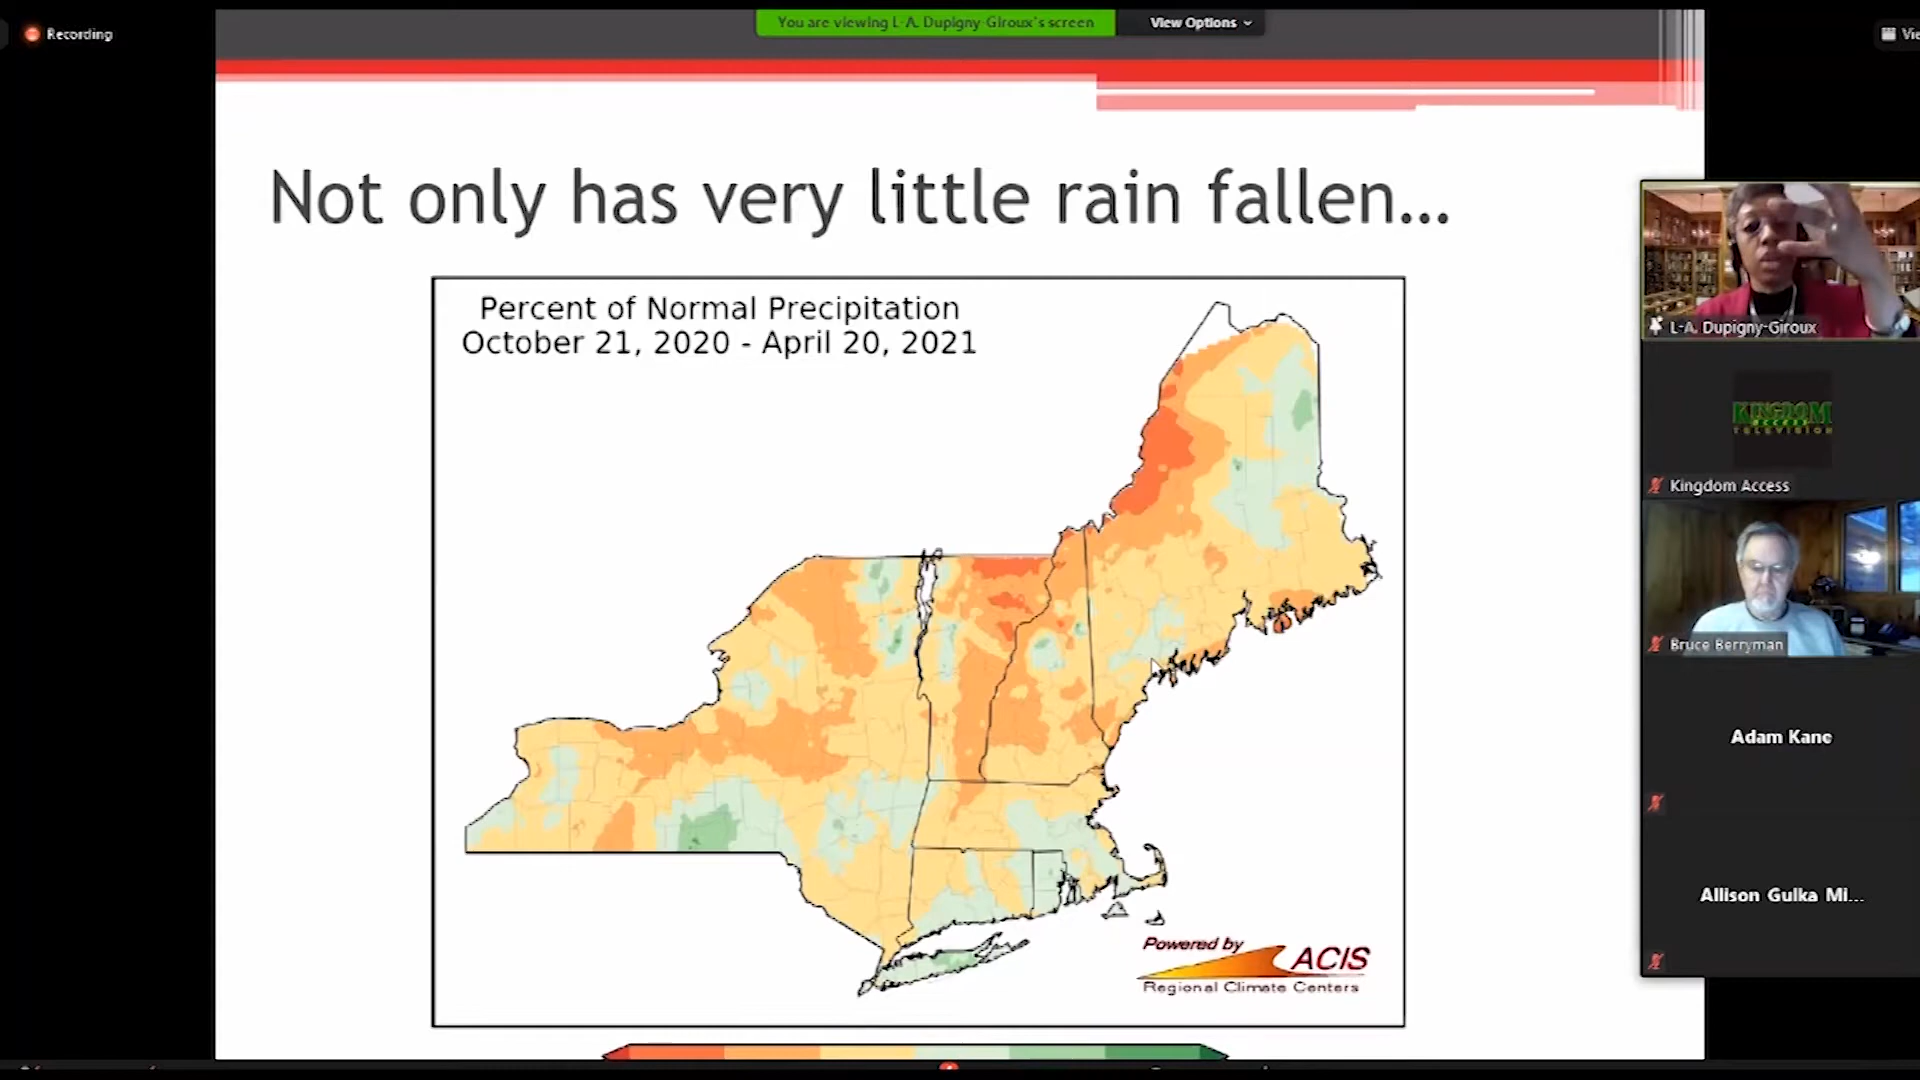 Recording
You are viewing L-A. Dupigny-Giroux's screen
View Options
Not only has very little rain fallen...
Percent of Normal Precipitation
October 21, 2020 - April 20, 2021
Powered by
ACIS
Regional Climate Centers
L-A. Dupigny-Giroux
KINGDOM
ACCESS
TELEVISION
Kingdom Access
Bruce Berryman
Adam Kane
Allison Gulka Mi...